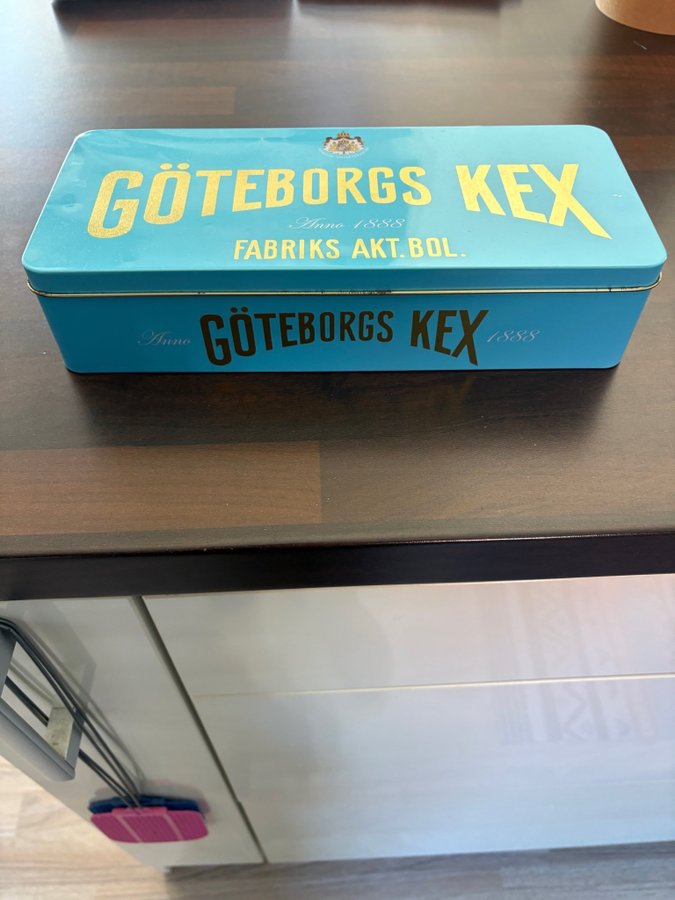 GÖTEBORGS KEX
Anno 1888
FABRIKS AKT. BOL.
Anno GÖTEBORGS KEX 1888